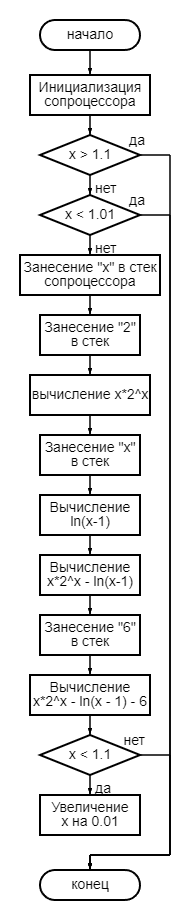 начало
Инициализация
сопроцессора
да
x > 1.1
нет
да
x < 1.01
нет
Занесение "x" в стек
сопроцессора
Занесение "2"
в стек
вычисление x*2^x
Занесение "x"
в стек
Вычисление
ln(x-1)
Вычисление
x*2^x - ln(x-1)
Занесение "6"
в стек
Вычисление
x*2^x - ln(x - 1) - 6
нет
x < 1.1
да
Увеличение
x на 0.01
конец